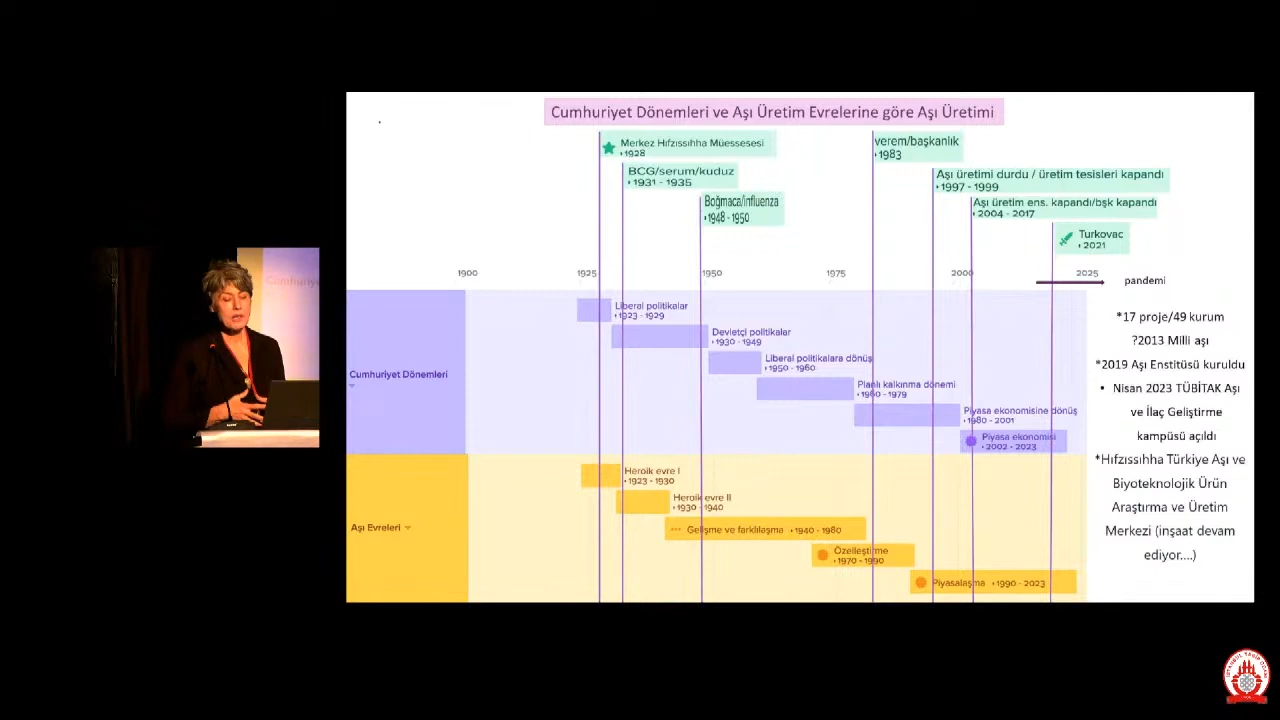 Cumhuriyet Dönemleri ve Aşı Üretim Evrelerine göre Aşı Üretimi
Merkez Hıfzıssıhha Müessesesi
• 1928
BCG/serum/kuduz
• 1931 - 1935
Boğmaca/influenza
• 1948 - 1950
verem/başkanlık
• 1983
Aşı üretimi durdu / üretim tesisleri kapandı
• 1997 - 1999
Aşı üretim ens. kapandı/bşk kapandı
• 2004 - 2017
Turkovac
• 2021
1900 1925 1950 1975 2000 2025
pandemi
Cumhuriyet Dönemleri
Liberal politikalar
• 1923 - 1929
Devletçi politikalar
• 1930 - 1949
Liberal politikalara dönüş
• 1950 - 1960
Planlı kalkınma dönemi
• 1960 - 1979
Piyasa ekonomisine dönüş
• 1980 - 2001
Piyasa ekonomisi
• 2002 - 2023
Aşı Evreleri
Heroik evre I
• 1923 - 1930
Heroik evre II
• 1930 - 1940
Gelişme ve farklılaşma • 1940 - 1980
Özelleştirme
• 1970 - 1990
Piyasalaşma • 1990 - 2023
*17 proje/49 kurum
?2013 Milli aşı
*2019 Aşı Enstitüsü kuruldu
• Nisan 2023 TÜBİTAK Aşı
ve İlaç Geliştirme
kampüsü açıldı
*Hıfzıssıhha Türkiye Aşı ve
Biyoteknolojik Ürün
Araştırma ve Üretim
Merkezi (inşaat devam
ediyor....)
İSTANBUL TABİP ODASI